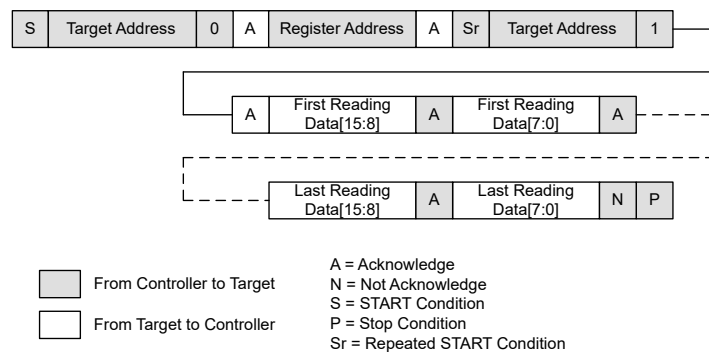 S Target Address 0 A Register Address A Sr Target Address 1
A First Reading Data[15:8] A First Reading Data[7:0] A
Last Reading Data[15:8] A Last Reading Data[7:0] N P
From Controller to Target
From Target to Controller
A = Acknowledge
N = Not Acknowledge
S = START Condition
P = Stop Condition
Sr = Repeated START Condition